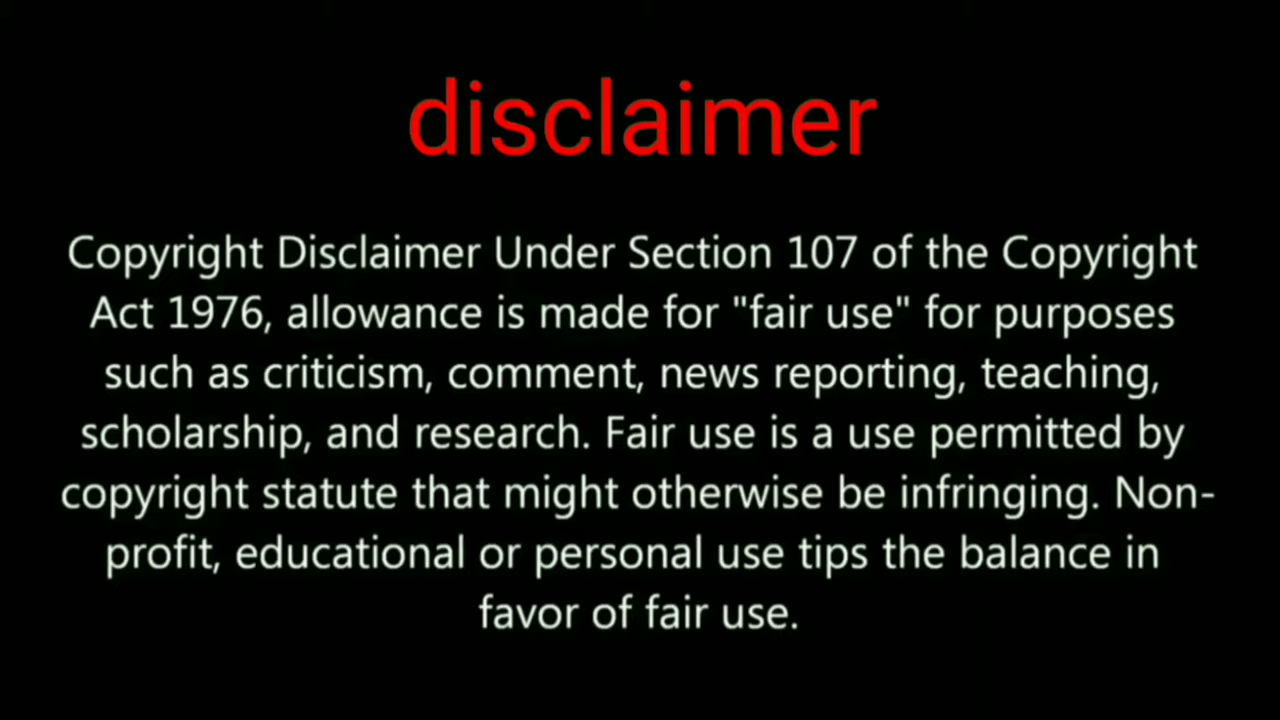 disclaimer
Copyright Disclaimer Under Section 107 of the Copyright
Act 1976, allowance is made for "fair use" for purposes
such as criticism, comment, news reporting, teaching,
scholarship, and research. Fair use is a use permitted by
copyright statute that might otherwise be infringing. Non-
profit, educational or personal use tips the balance in
favor of fair use.